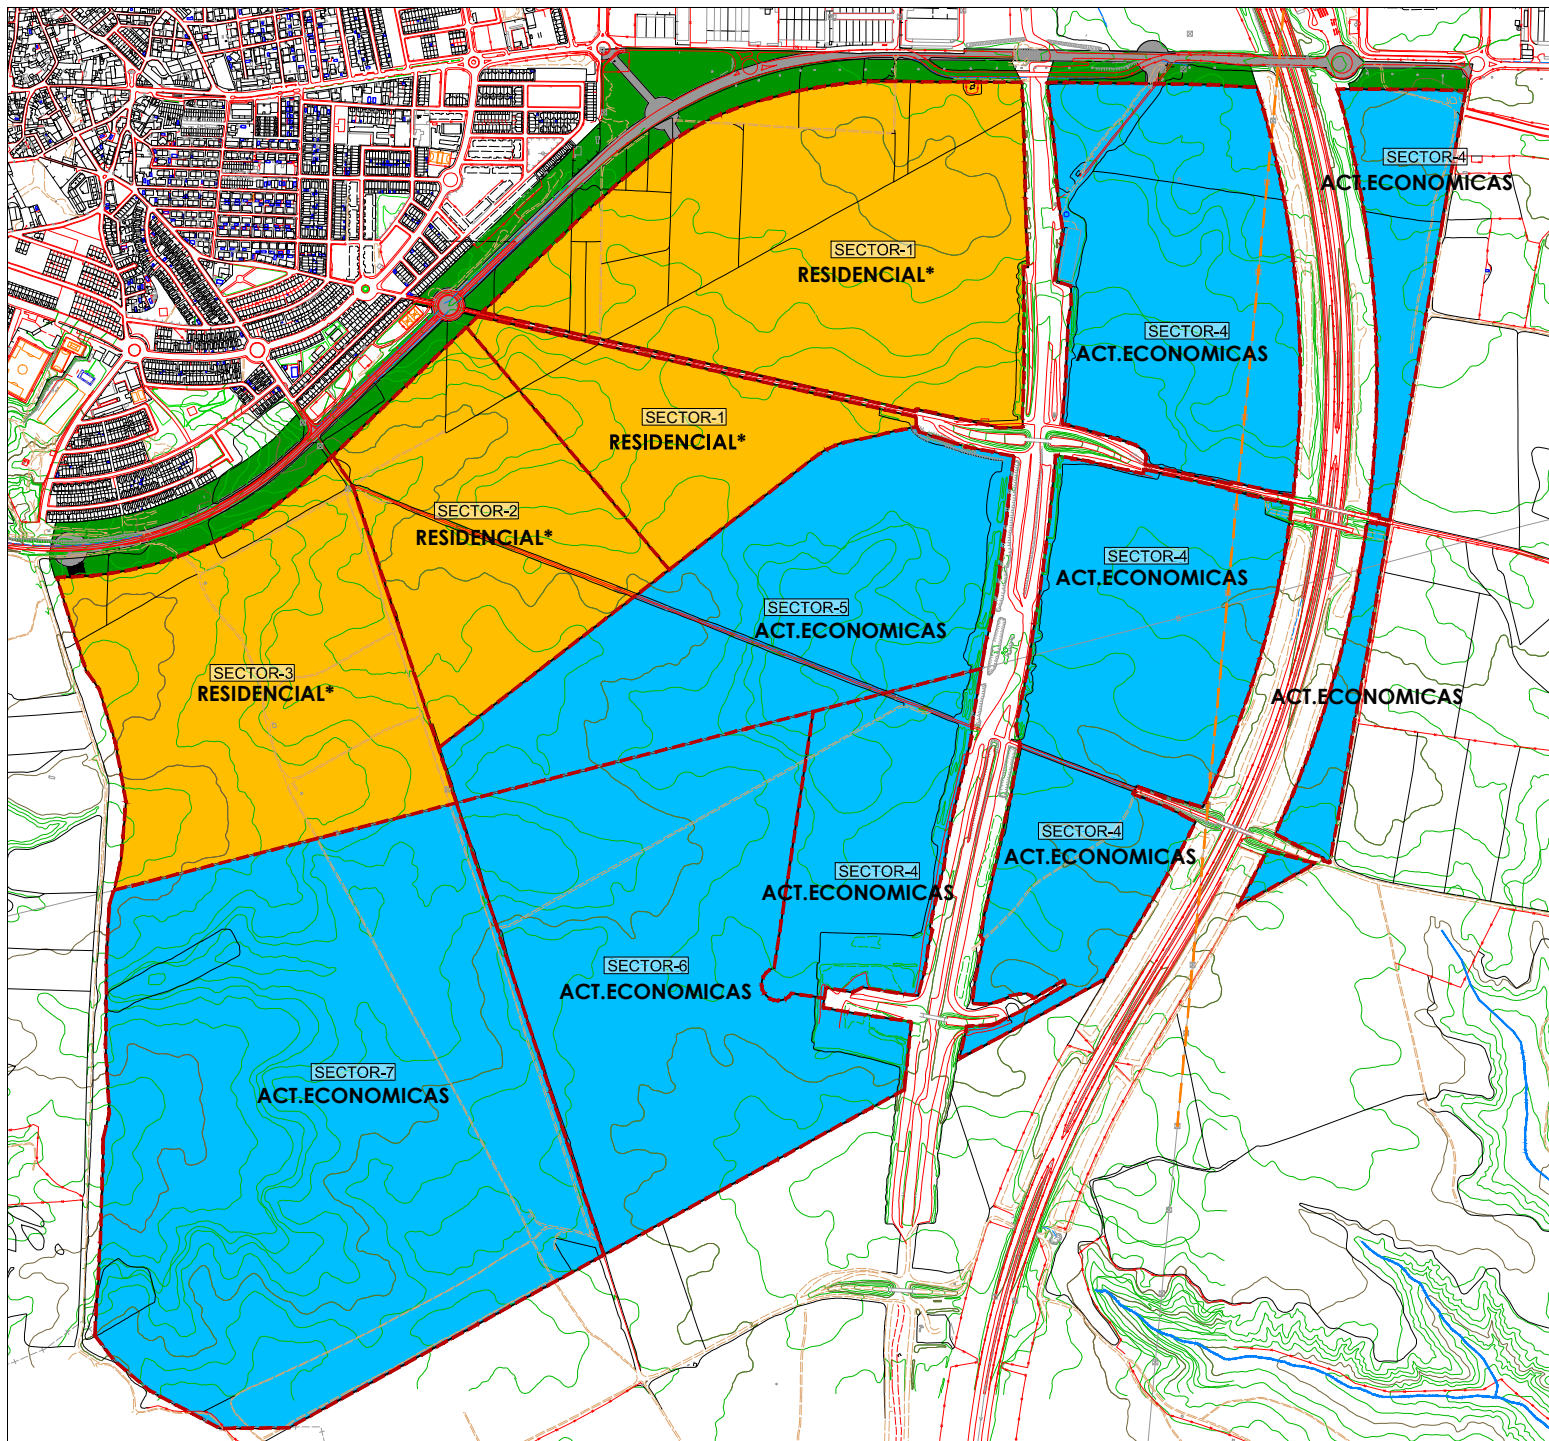 SECTOR-4
ACT.ECONOMICAS
SECTOR-1
RESIDENCIAL*
SECTOR-4
ACT.ECONOMICAS
SECTOR-1
RESIDENCIAL*
SECTOR-2
RESIDENCIAL*
SECTOR-4
ACT.ECONOMICAS
SECTOR-5
ACT.ECONOMICAS
SECTOR-3
RESIDENCIAL*
ACT.ECONOMICAS
SECTOR-4
ACT.ECONOMICAS
SECTOR-4
ACT.ECONOMICAS
SECTOR-6
ACT.ECONOMICAS
SECTOR-7
ACT.ECONOMICAS